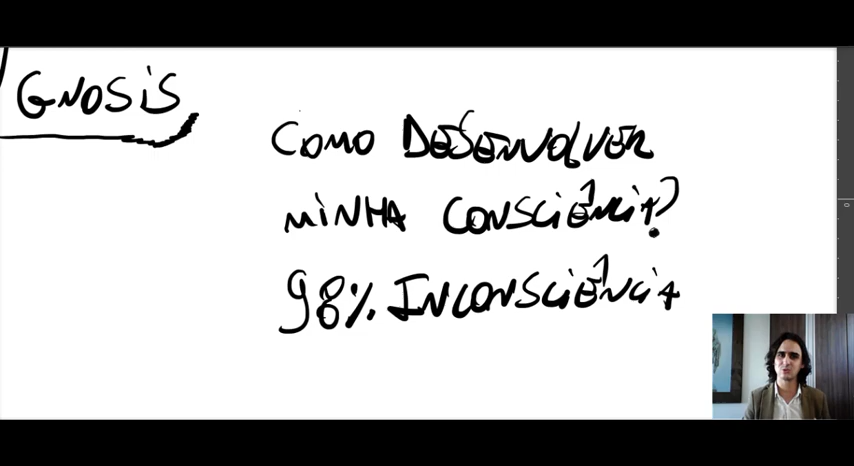 GNOSIS
COMO DESENVOLVER
MINHA CONSCIÊNCIA?
98% INCONSCIÊNCIA